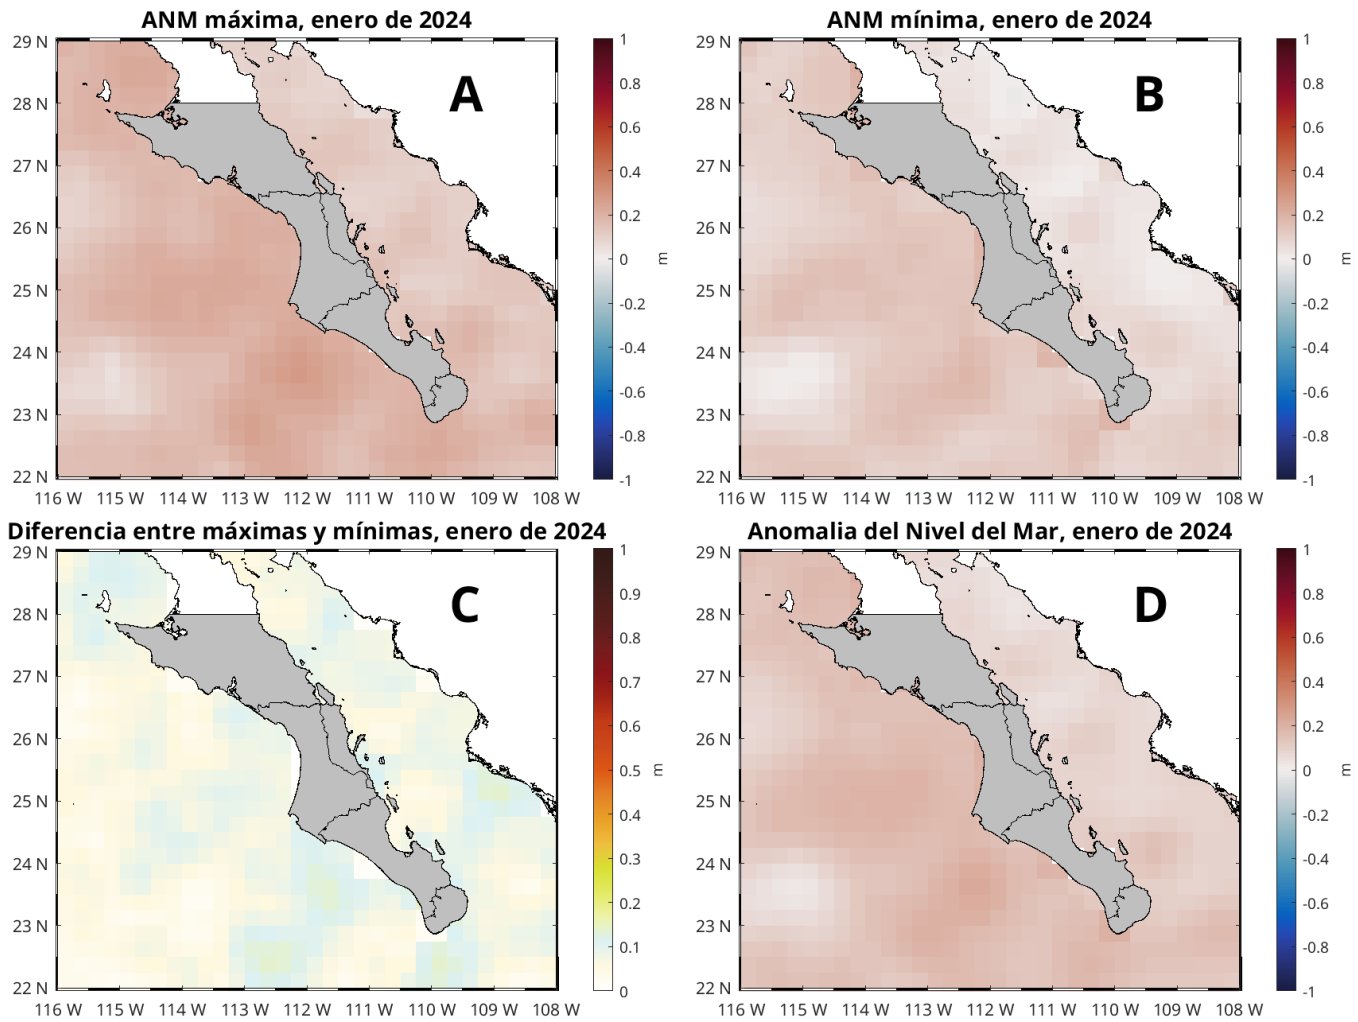 ANM máxima, enero de 2024
ANM mínima, enero de 2024
29 N
28 N
27 N
26 N
25 N
24 N
23 N
22 N
116 W 115 W 114 W 113 W 112 W 111 W 110 W 109 W 108 W
A
1
0.8
0.6
0.4
0.2
0
-0.2
-0.4
-0.6
-0.8
-1
m
29 N
28 N
27 N
26 N
25 N
24 N
23 N
22 N
116 W 115 W 114 W 113 W 112 W 111 W 110 W 109 W 108 W
B
1
0.8
0.6
0.4
0.2
0
-0.2
-0.4
-0.6
-0.8
-1
m
Diferencia entre máximas y mínimas, enero de 2024
Anomalia del Nivel del Mar, enero de 2024
29 N
28 N
27 N
26 N
25 N
24 N
23 N
22 N
116 W 115 W 114 W 113 W 112 W 111 W 110 W 109 W 108 W
C
1
0.9
0.8
0.7
0.6
0.5
0.4
0.3
0.2
0.1
0
m
29 N
28 N
27 N
26 N
25 N
24 N
23 N
22 N
116 W 115 W 114 W 113 W 112 W 111 W 110 W 109 W 108 W
D
1
0.8
0.6
0.4
0.2
0
-0.2
-0.4
-0.6
-0.8
-1
m